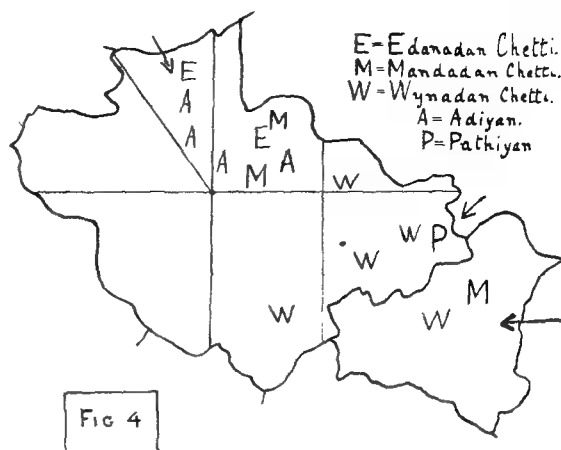 E=Edanadan Chetti.
M=Mandadan Chetti.
W=Wynadan Chetti.
A=Adiyan.
P=Pathiyan
E
A
A
M
E
A
M
A
W
W
P
W
W
M
W
FIG 4